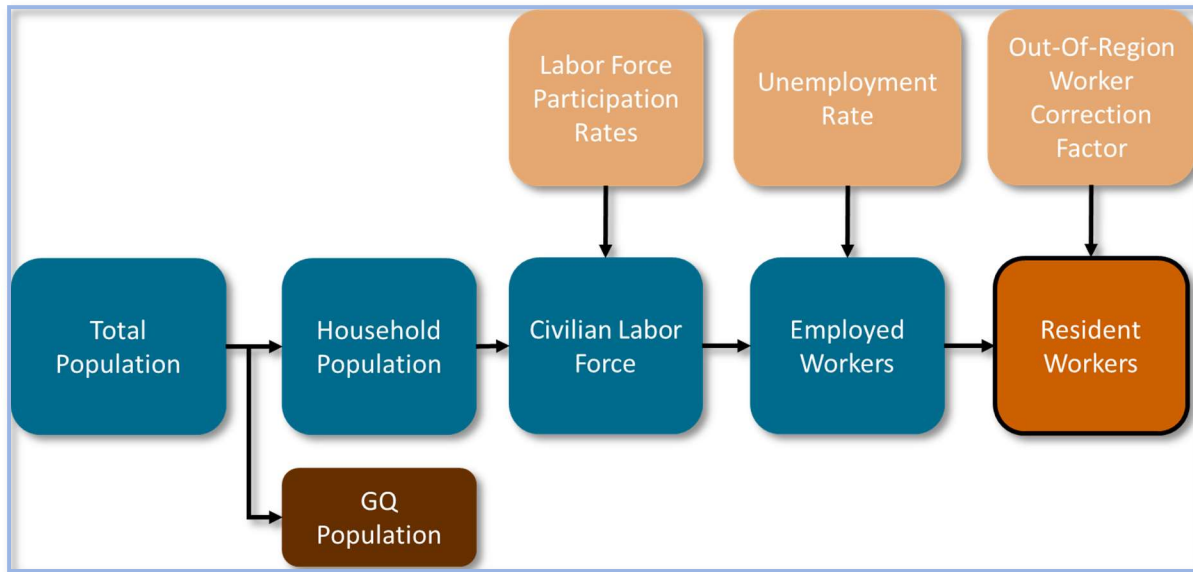 Labor Force
Participation
Rates
Unemployment
Rate
Out-Of-Region
Worker
Correction
Factor
Total
Population
Household
Population
Civilian Labor
Force
Employed
Workers
Resident
Workers
GQ
Population